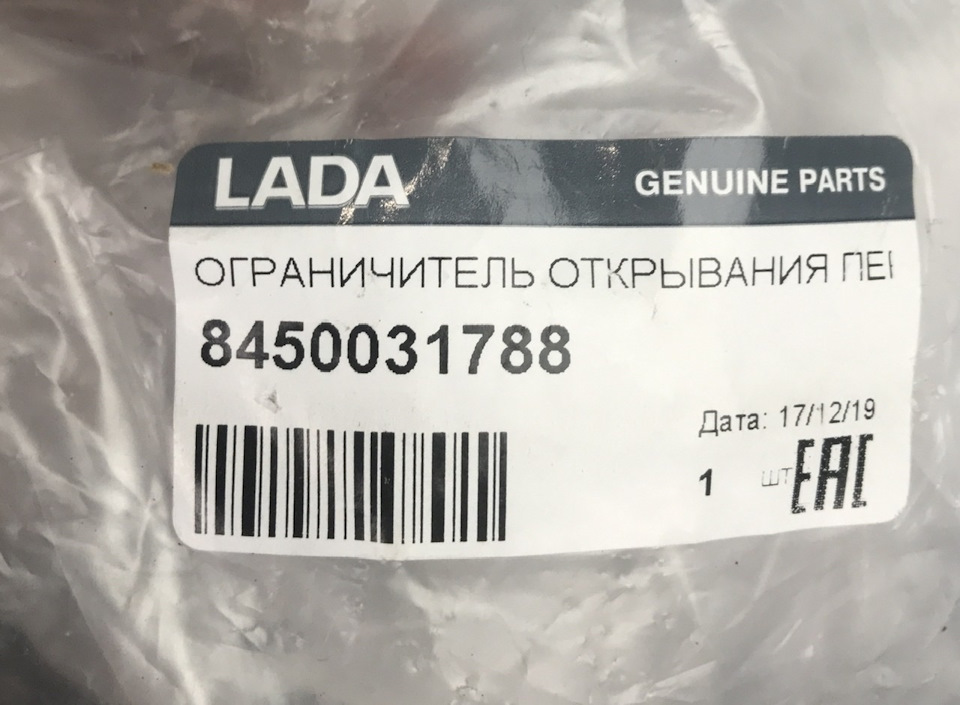 LADA GENUINE PARTS
ОГРАНИЧИТЕЛЬ ОТКРЫВАНИЯ
8450031788
Дата: 17/12/19
1 шт EAC